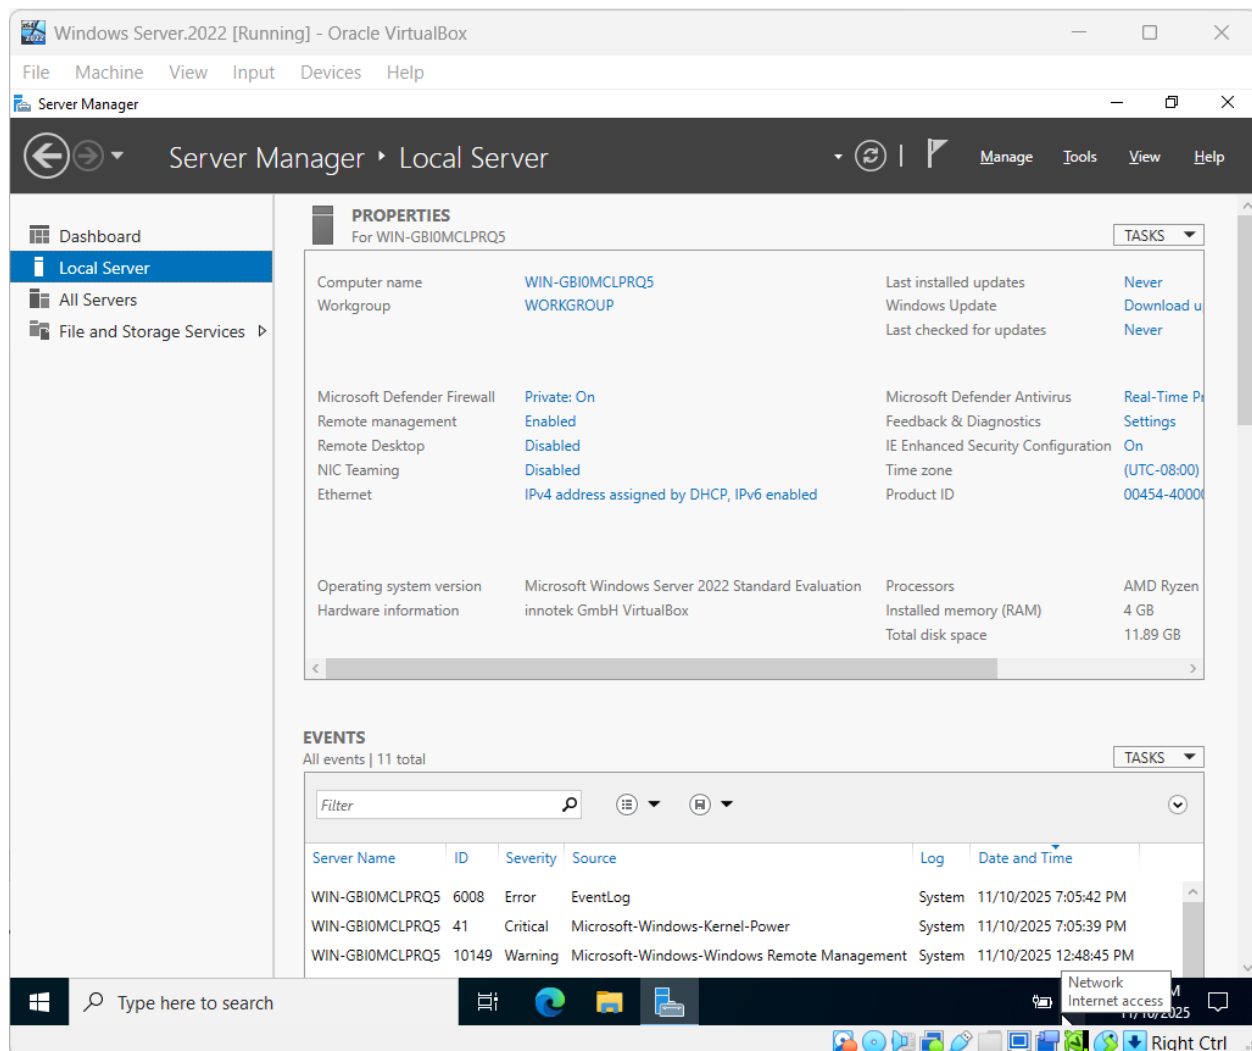 Windows Server.2022 [Running] - Oracle VirtualBox
File Machine View Input Devices Help
Server Manager
Server Manager Local Server
Manage Tools View Help
Dashboard
Local Server
All Servers
File and Storage Services
PROPERTIES
For WIN-GBI0MCLPRQ5
TASKS
Computer name WIN-GBI0MCLPRQ5 Last installed updates Never
Workgroup WORKGROUP Windows Update Download u
Last checked for updates Never
Microsoft Defender Firewall Private: On Microsoft Defender Antivirus Real-Time Pr
Remote management Enabled Feedback & Diagnostics Settings
Remote Desktop Disabled IE Enhanced Security Configuration On
NIC Teaming Disabled Time zone (UTC-08:00)
Ethernet IPv4 address assigned by DHCP, IPv6 enabled Product ID 00454-40000
Operating system version Microsoft Windows Server 2022 Standard Evaluation Processors AMD Ryzen
Hardware information innotek GmbH VirtualBox Installed memory (RAM) 4 GB
Total disk space 11.89 GB
EVENTS
All events | 11 total
TASKS
Filter
Server Name ID Severity Source Log Date and Time
WIN-GBI0MCLPRQ5 6008 Error EventLog System 11/10/2025 7:05:42 PM
WIN-GBI0MCLPRQ5 41 Critical Microsoft-Windows-Kernel-Power System 11/10/2025 7:05:39 PM
WIN-GBI0MCLPRQ5 10149 Warning Microsoft-Windows-Windows Remote Management System 11/10/2025 12:48:45 PM
Type here to search
Network
Internet access
11/10/2025
Right Ctrl